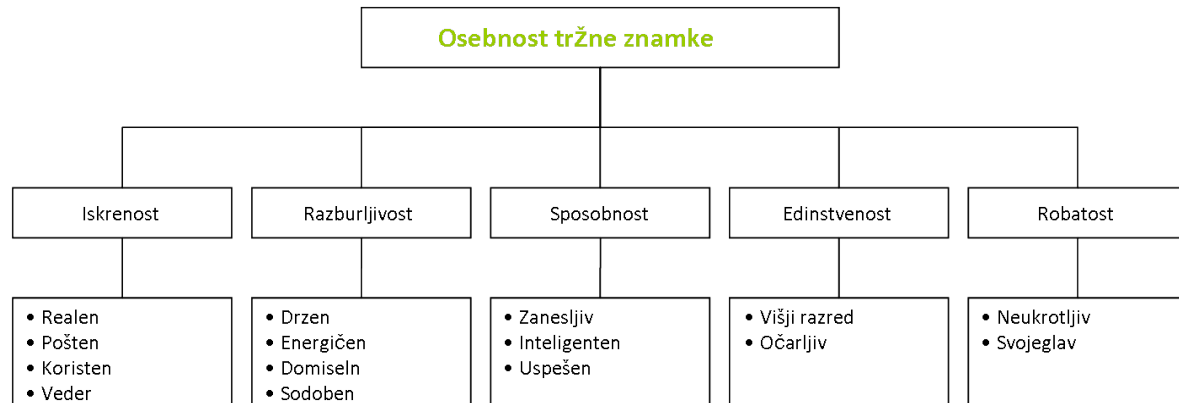 Osebnost tržne znamke
Iskrenost
Razburljivost
Sposobnost
Edinstvenost
Robatost
• Realen
• Pošten
• Koristen
• Veder
• Drzen
• Energičen
• Domiseln
• Sodoben
• Zanesljiv
• Inteligenten
• Uspešen
• Višji razred
• Očarljiv
• Neukrotljiv
• Svojeglav